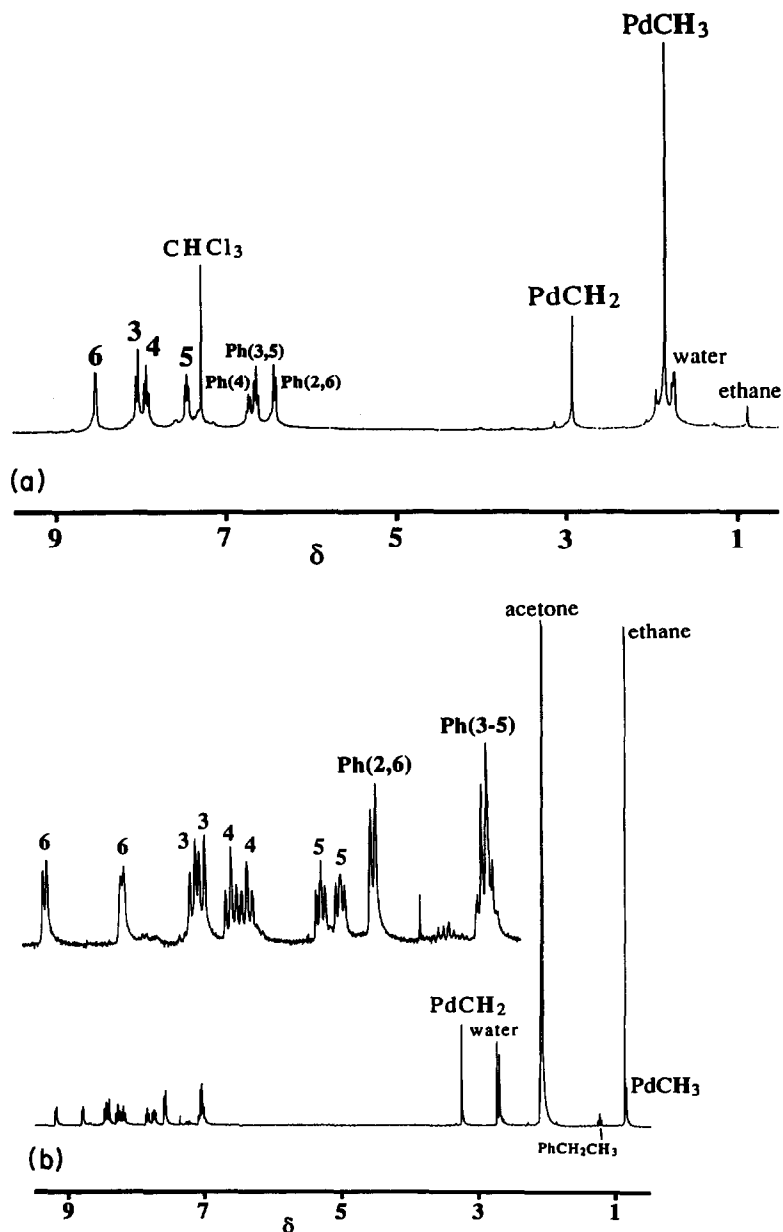 PdCH3
CHCl3
PdCH2
6
3
4
5
Ph(4)
Ph(3,5)
Ph(2,6)
water
ethane
(a)
9 7 5 3 1
δ
acetone
ethane
Ph(3-5)
Ph(2,6)
6 6 3 3 4 4 5 5
PdCH2
water
PdCH3
PhCH2CH3
(b)
9 7 5 3 1
δ